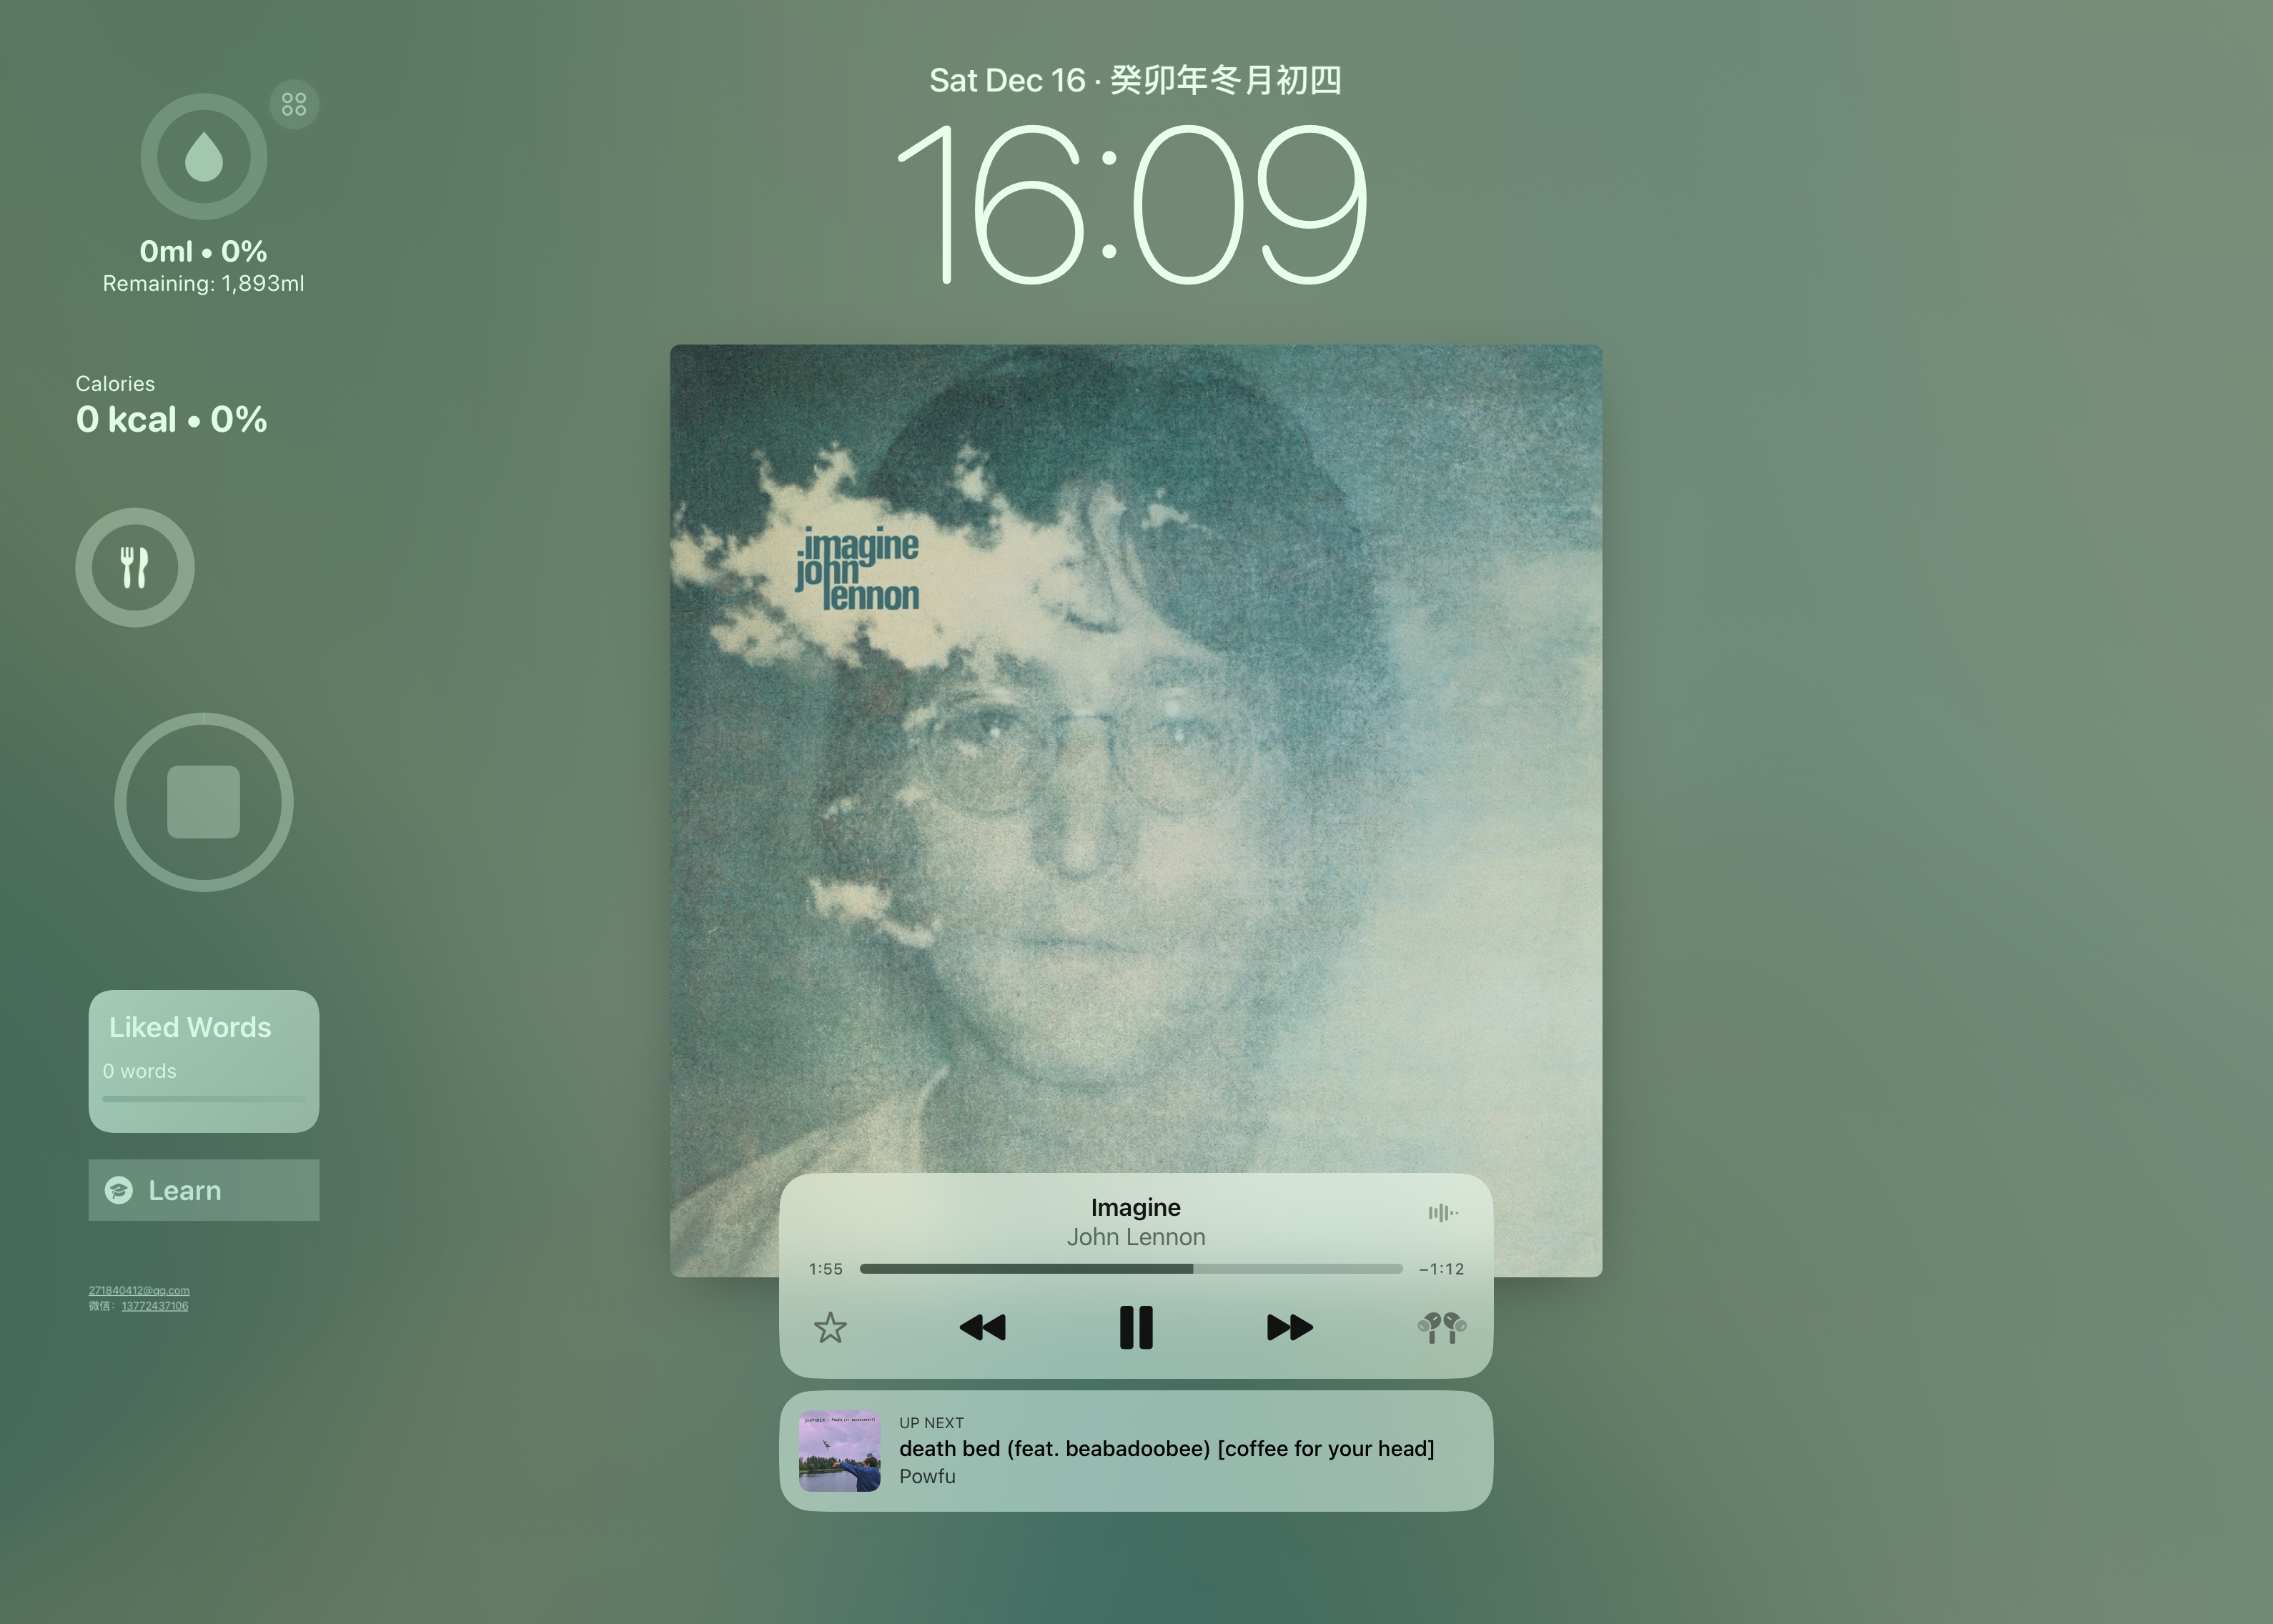 Sat Dec 16 · 癸卯年冬月初四
16:09
0ml • 0%
Remaining: 1,893ml
Calories
0 kcal • 0%
imagine
john
lennon
Liked Words
0 words
Learn
271840412@qq.com
微信：13772437106
Imagine
John Lennon
1:55
−1:12
UP NEXT
death bed (feat. beabadoobee) [coffee for your head]
Powfu